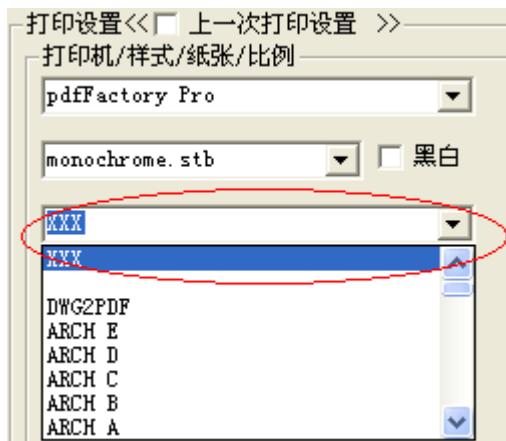 打印设置<< 上一次打印设置 >>
打印机/样式/纸张/比例
pdfFactory Pro
monochrome.stb 黑白
XXX
XXX
DWG2PDF
ARCH E
ARCH D
ARCH C
ARCH B
ARCH A